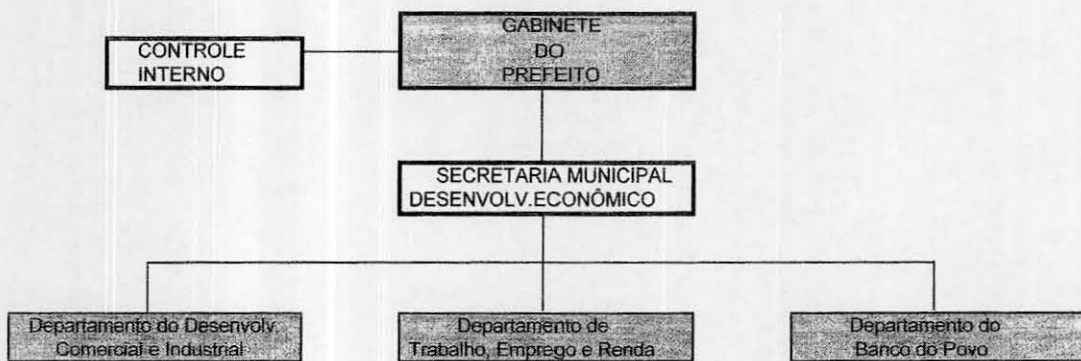 GABINETE
DO
PREFEITO
CONTROLE
INTERNO
SECRETARIA MUNICIPAL
DESENVOLV.ECONÔMICO
Departamento do Desenvolv
Comercial e Industrial
Departamento de
Trabalho, Emprego e Renda
Departamento do
Banco do Povo